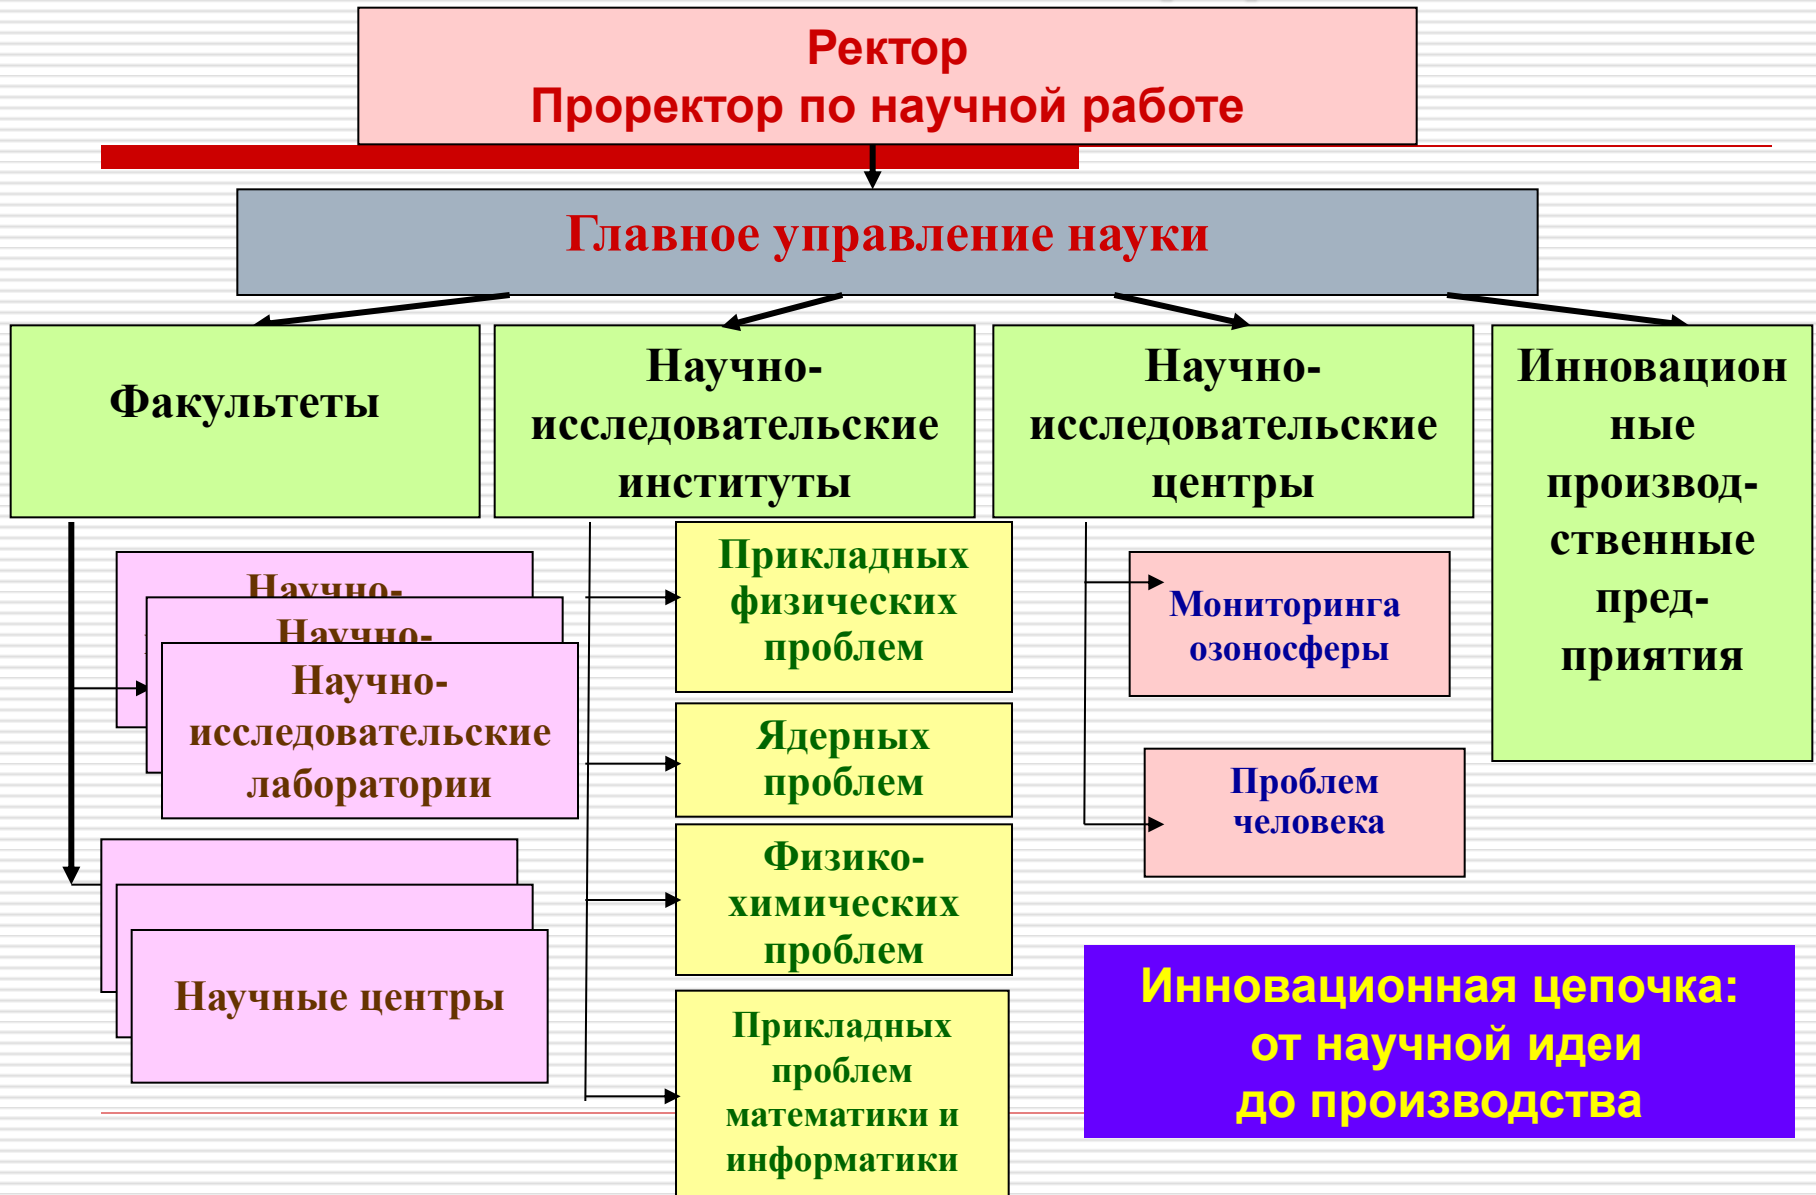 Ректор
Проректор по научной работе
Главное управление науки
Факультеты
Научно-
исследовательские
институты
Научно-
исследовательские
центры
Инновацион
ные
производ-
ственные
пред-
приятия
Научно-
Научно-
Научно-
исследовательские
лаборатории
Научные центры
Прикладных
физических
проблем
Ядерных
проблем
Физико-
химических
проблем
Прикладных
проблем
математики и
информатики
Мониторинга
озоносферы
Проблем
человека
Инновационная цепочка:
от научной идеи
до производства